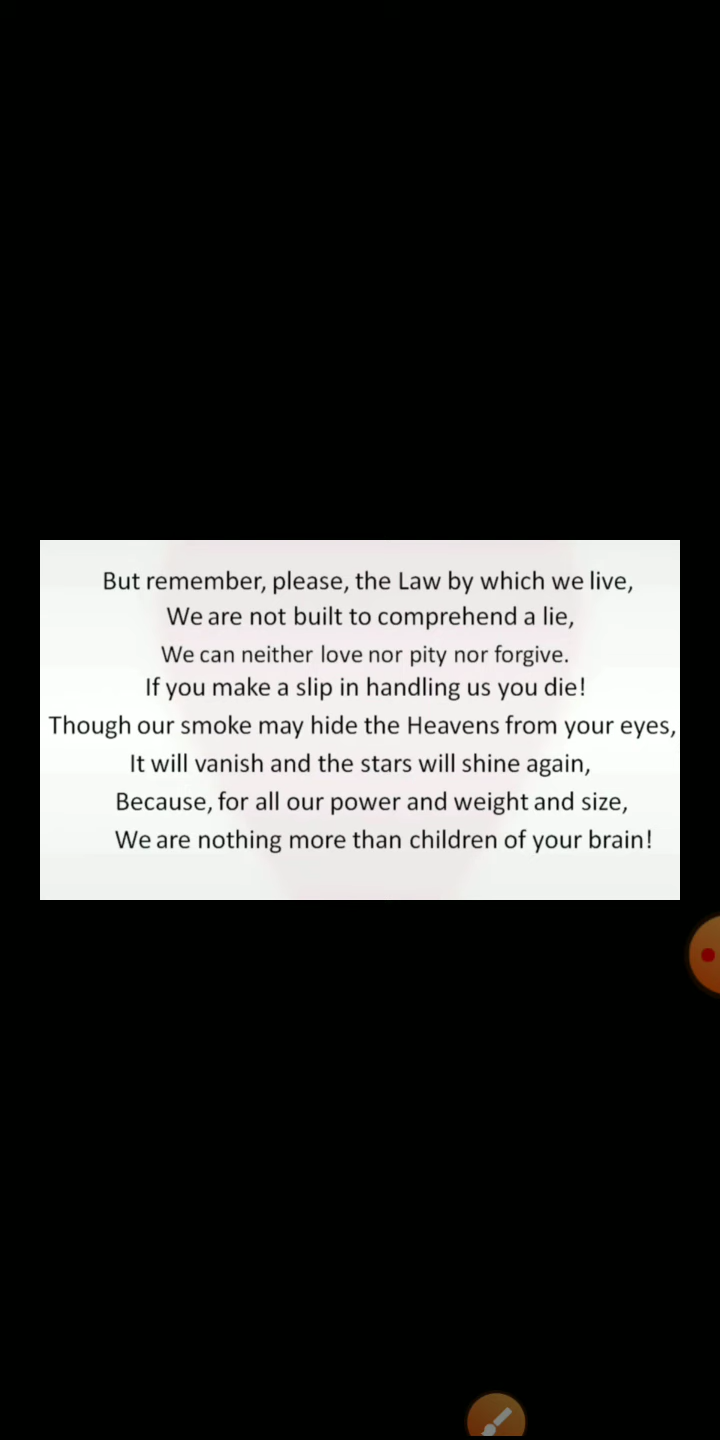 But remember, please, the Law by which we live,
We are not built to comprehend a lie,
We can neither love nor pity nor forgive.
If you make a slip in handling us you die!
Though our smoke may hide the Heavens from your eyes,
It will vanish and the stars will shine again,
Because, for all our power and weight and size,
We are nothing more than children of your brain!